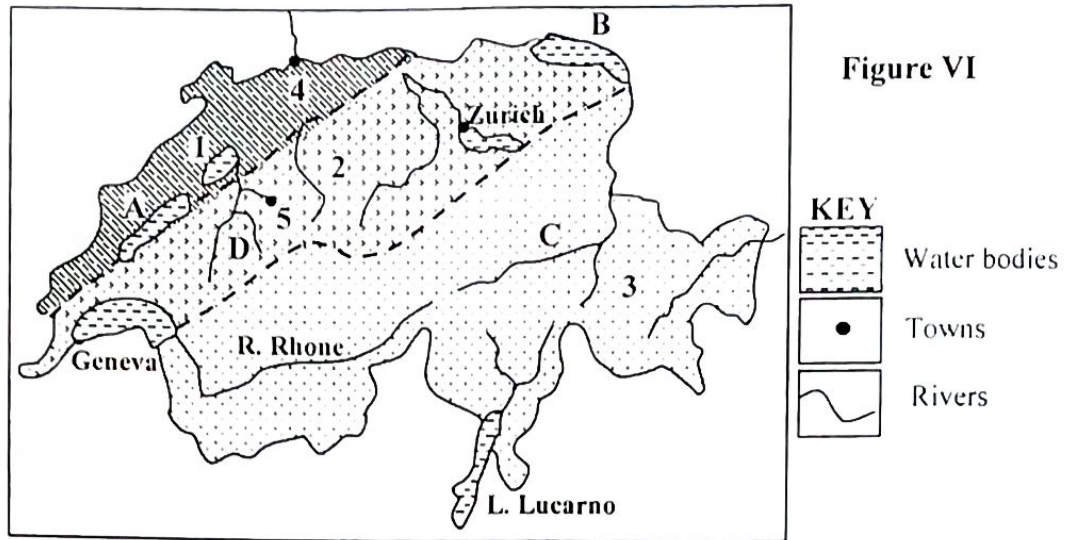 B
Figure VI
4
Zurich
1
2
A
5
D
C
3
Geneva
R. Rhone
L. Lucarno
KEY
Water bodies
Towns
Rivers